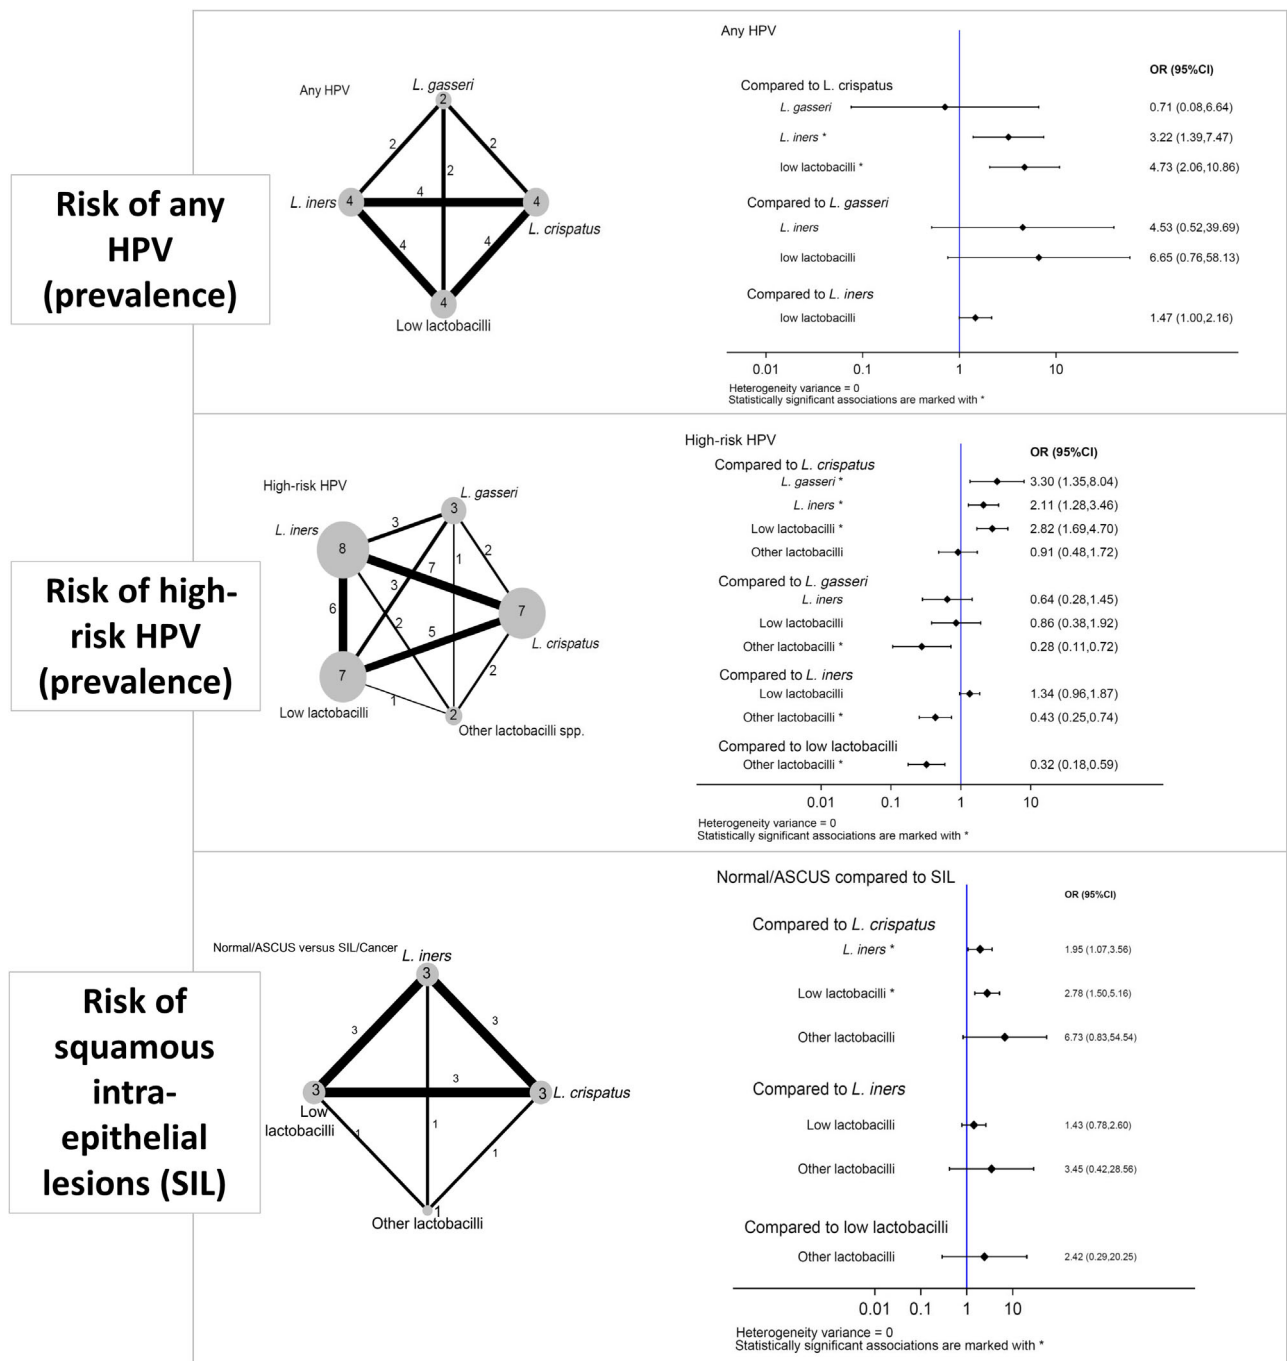 Risk of any
HPV
(prevalence)
Any HPV
L. gasseri
2
2
2
2
L. iners
4
4
4
L. crispatus
4
4
4
Low lactobacilli
Any HPV
OR (95%CI)
Compared to L. crispatus
L. gasseri
0.71 (0.08,6.64)
L. iners *
3.22 (1.39,7.47)
low lactobacilli *
4.73 (2.06,10.86)
Compared to L. gasseri
L. iners
4.53 (0.52,39.69)
low lactobacilli
6.65 (0.76,58.13)
Compared to L. iners
low lactobacilli
1.47 (1.00,2.16)
0.01 0.1 1 10
Heterogeneity variance = 0
Statistically significant associations are marked with *
Risk of high-
risk HPV
(prevalence)
High-risk HPV
L. gasseri
3
L. iners
3
8
1
2
7
3
6
2
5
7
L. crispatus
7
2
1
Low lactobacilli
2
Other lactobacilli spp.
High-risk HPV
OR (95%CI)
Compared to L. crispatus
L. gasseri *
3.30 (1.35,8.04)
L. iners *
2.11 (1.28,3.46)
Low lactobacilli *
2.82 (1.69,4.70)
Other lactobacilli
0.91 (0.48,1.72)
Compared to L. gasseri
L. iners
0.64 (0.28,1.45)
Low lactobacilli
0.86 (0.38,1.92)
Other lactobacilli *
0.28 (0.11,0.72)
Compared to L. iners
Low lactobacilli
1.34 (0.96,1.87)
Other lactobacilli *
0.43 (0.25,0.74)
Compared to low lactobacilli
Other lactobacilli *
0.32 (0.18,0.59)
0.01 0.1 1 10
Heterogeneity variance = 0
Statistically significant associations are marked with *
Risk of
squamous
intra-
epithelial
lesions (SIL)
Normal/ASCUS versus SIL/Cancer
L. iners
3
3
3
3
3
3
L. crispatus
Low
lactobacilli
1
1
1
1
Other lactobacilli
Normal/ASCUS compared to SIL
OR (95%CI)
Compared to L. crispatus
L. iners *
1.95 (1.07,3.56)
Low lactobacilli *
2.78 (1.50,5.16)
Other lactobacilli
6.73 (0.83,54.54)
Compared to L. iners
Low lactobacilli
1.43 (0.78,2.60)
Other lactobacilli
3.45 (0.42,28.56)
Compared to low lactobacilli
Other lactobacilli
2.42 (0.29,20.25)
0.01 0.1 1 10
Heterogeneity variance = 0
Statistically significant associations are marked with *